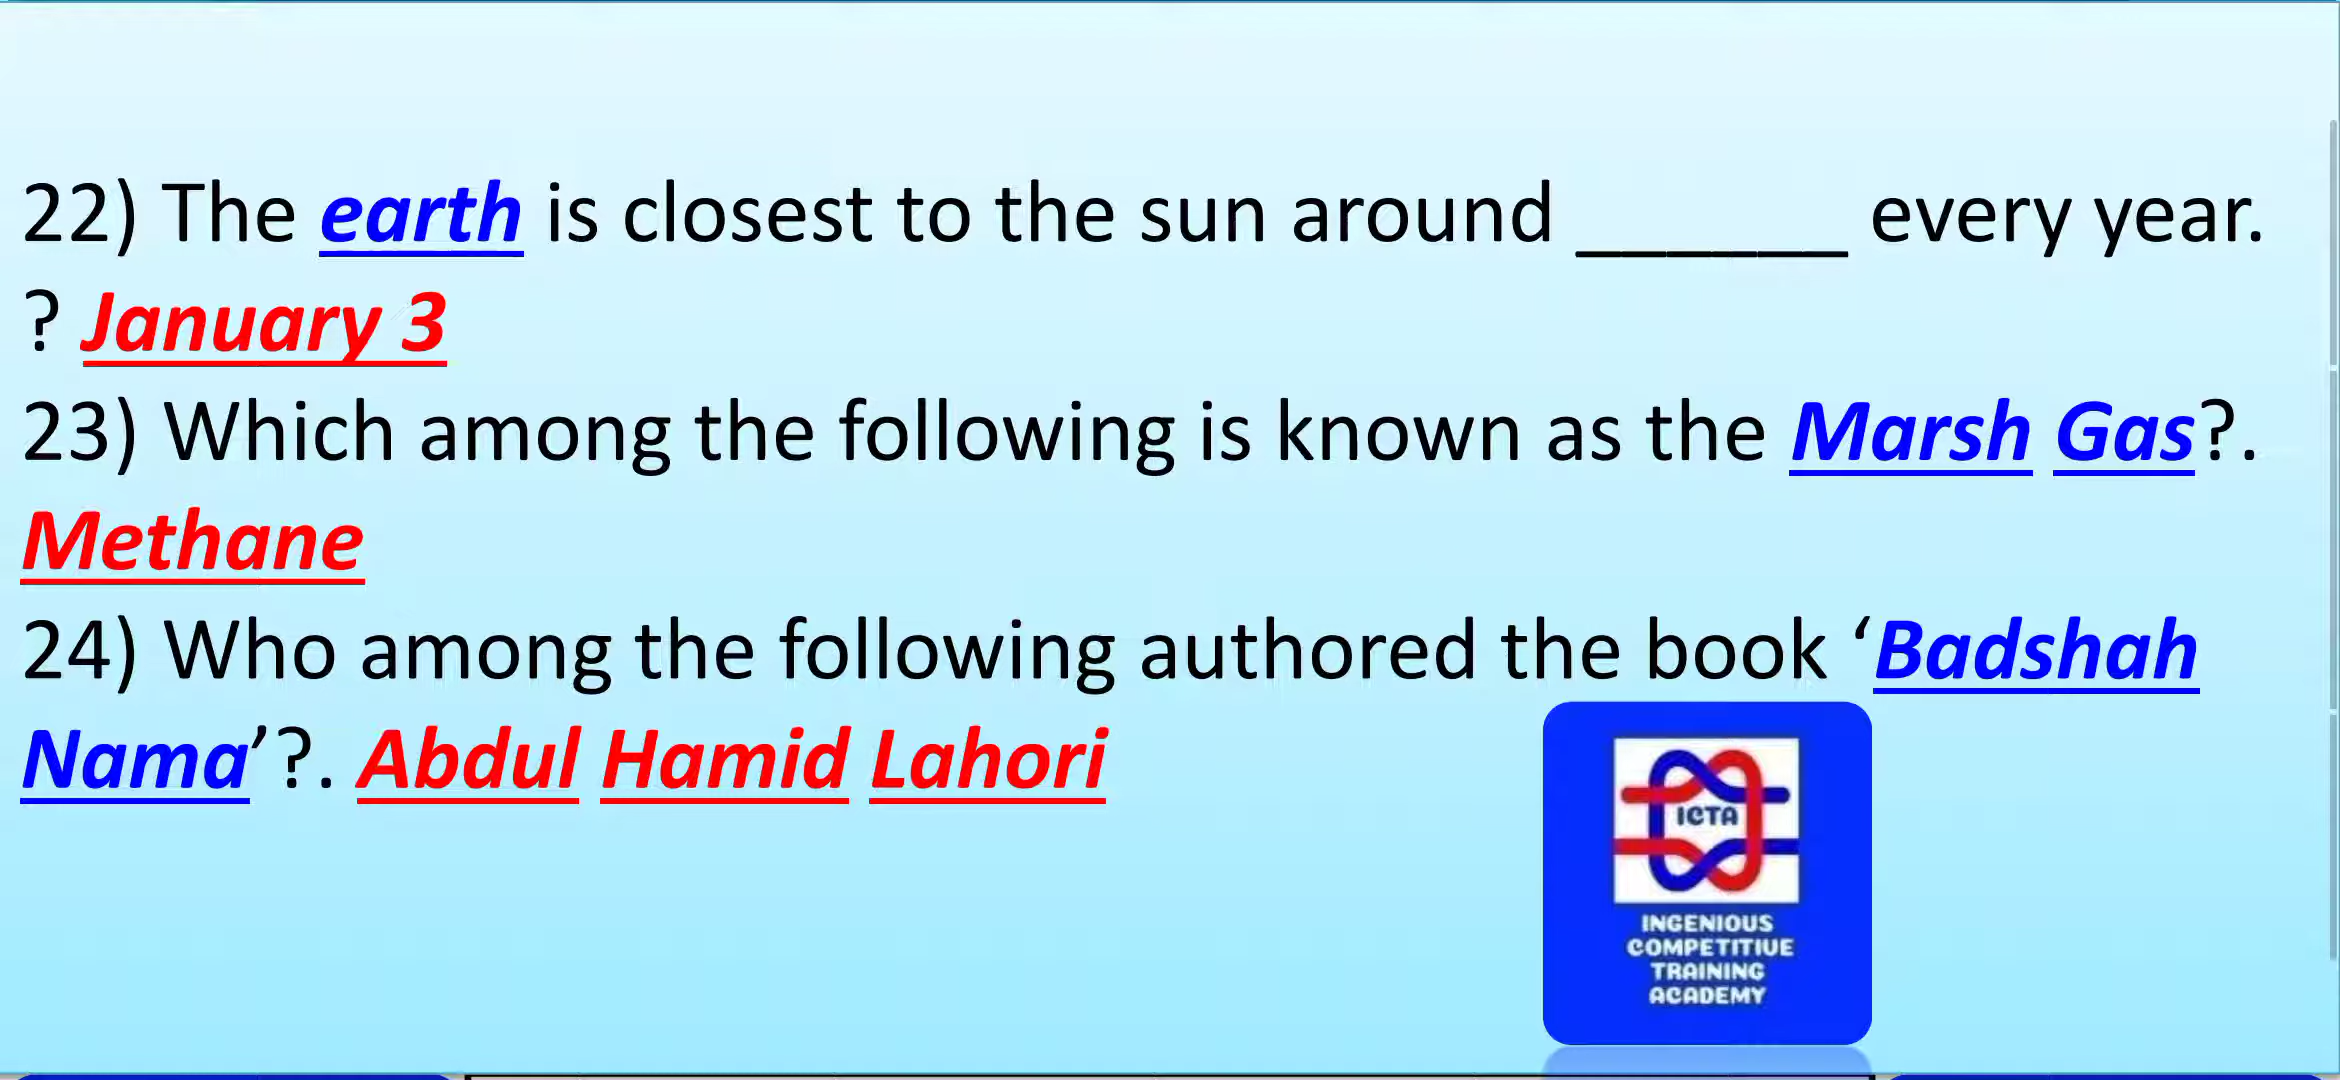 22) The earth is closest to the sun around ______ every year.
? January 3
23) Which among the following is known as the Marsh Gas?.
Methane
24) Who among the following authored the book ‘Badshah
Nama’?. Abdul Hamid Lahori
ICTA
INGENIOUS
COMPETITIVE
TRAINING
ACADEMY